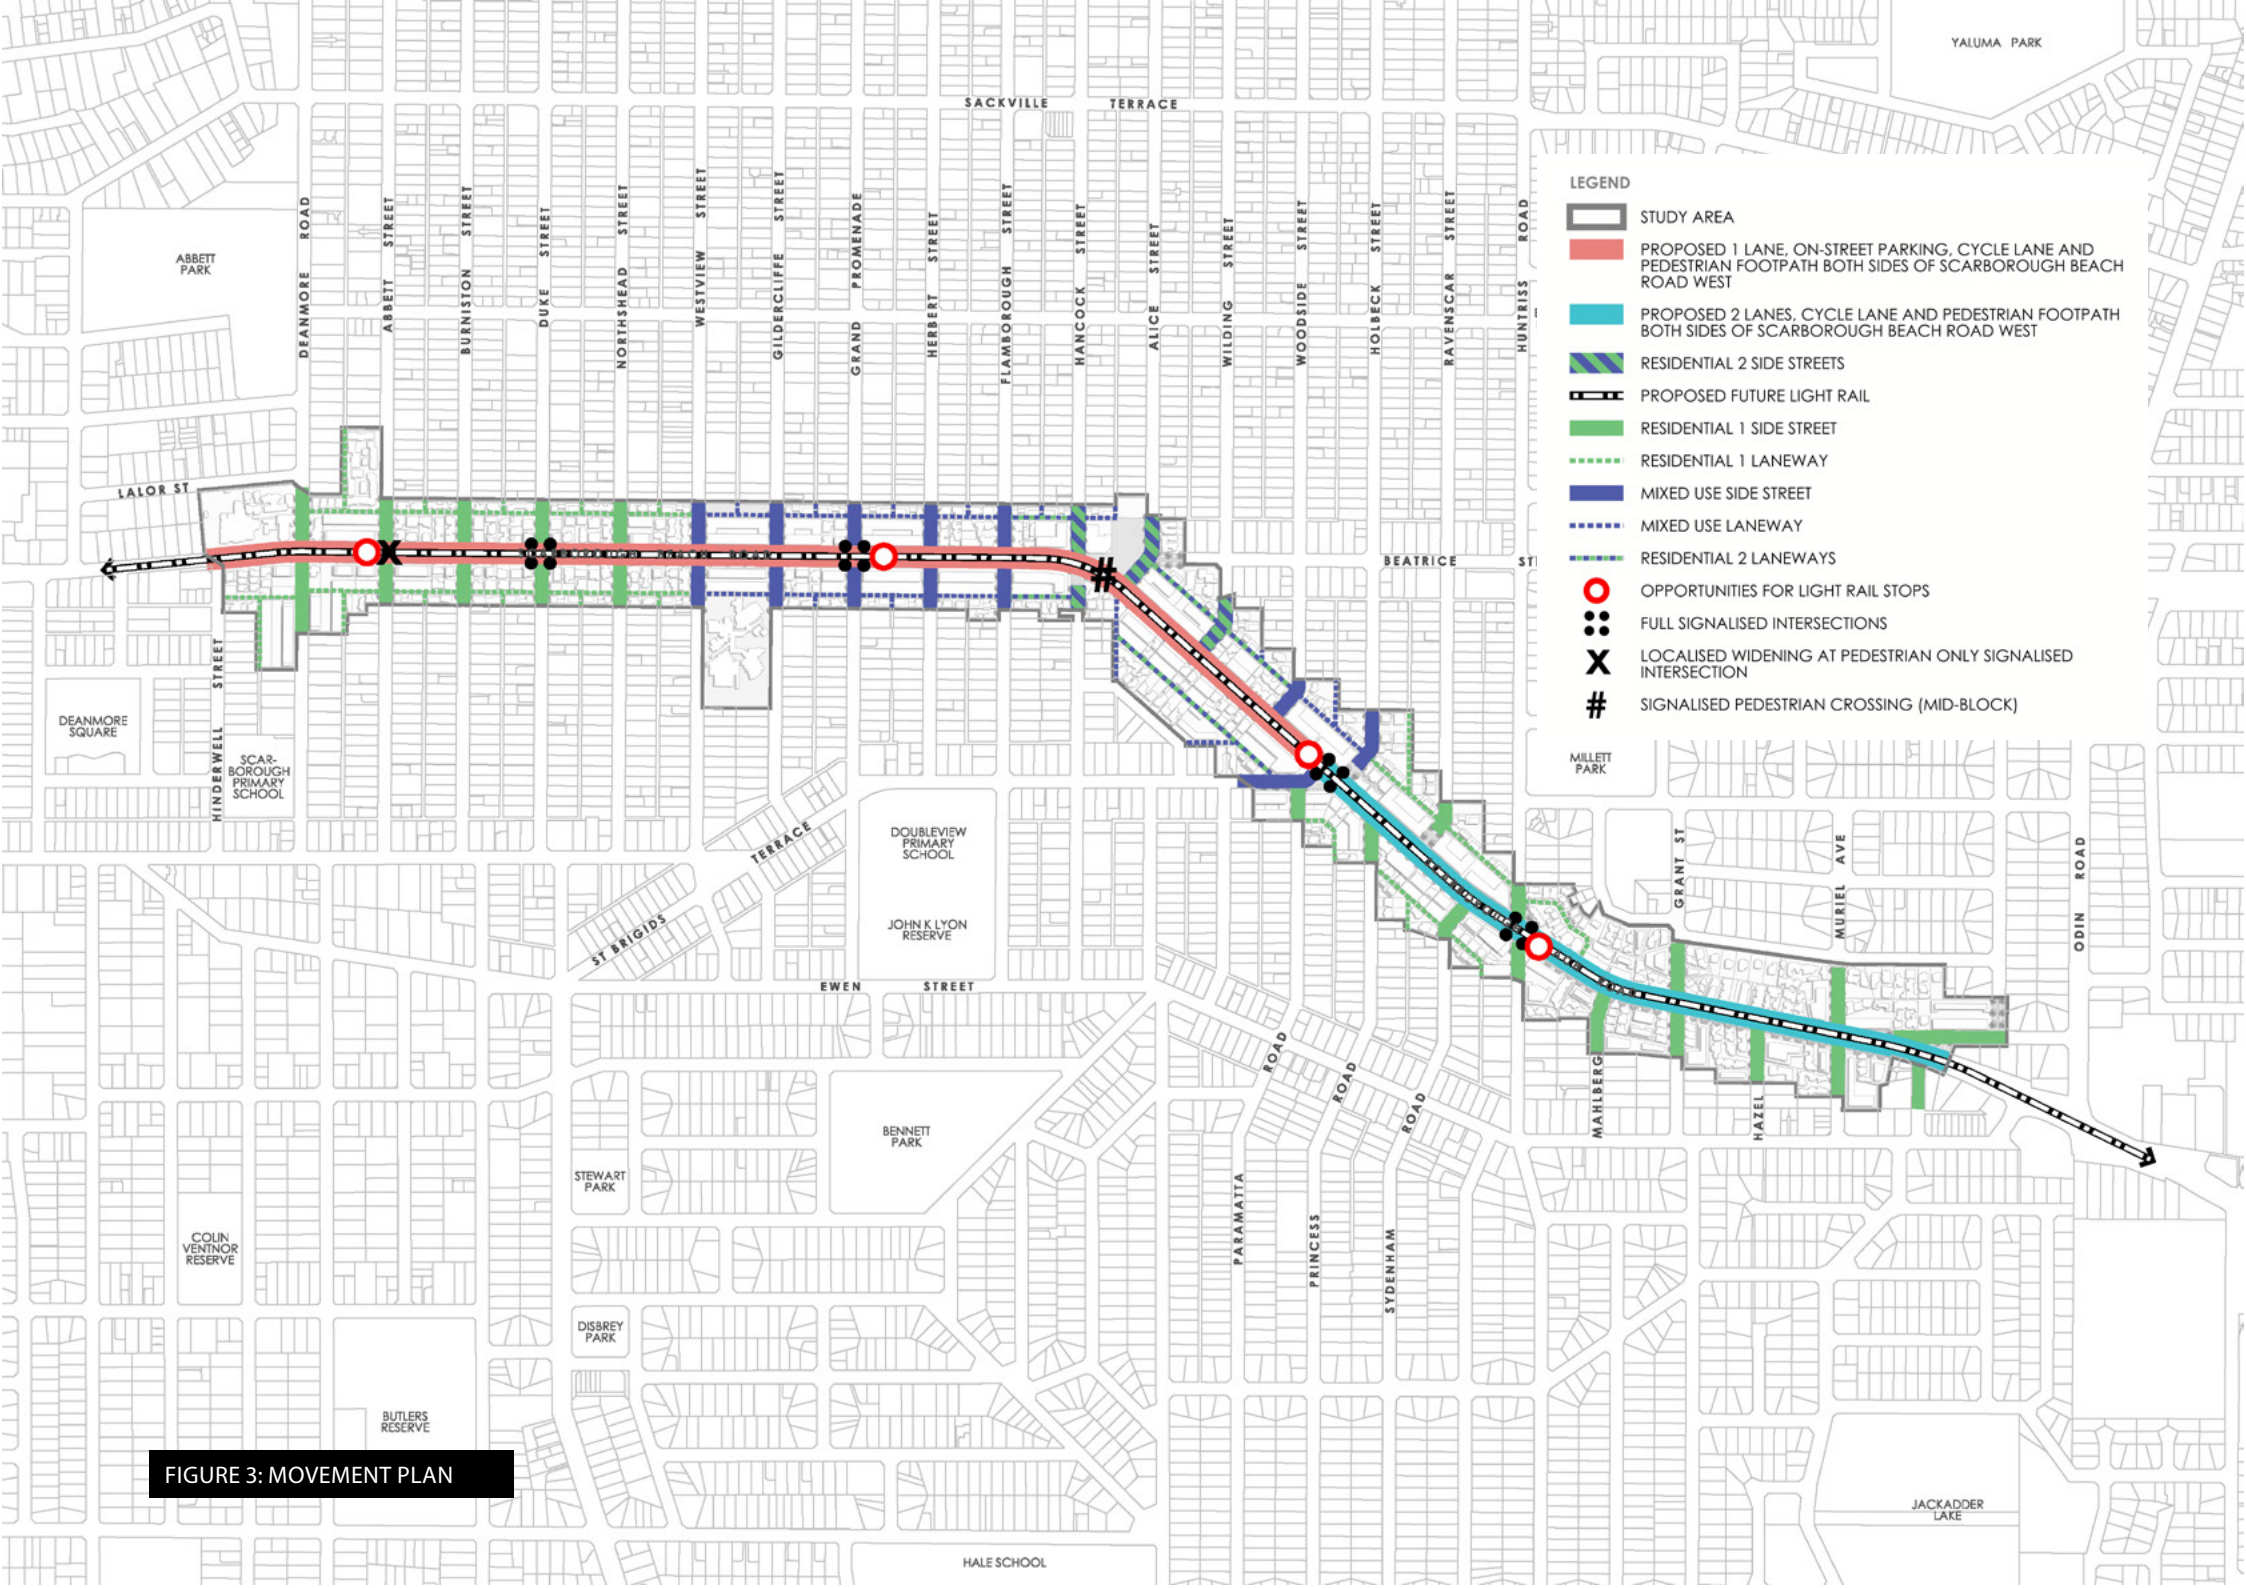 YALUMA PARK
SACKVILLE TERRACE
LEGEND
STUDY AREA
PROPOSED 1 LANE, ON-STREET PARKING, CYCLE LANE AND
PEDESTRIAN FOOTPATH BOTH SIDES OF SCARBOROUGH BEACH
ROAD WEST
PROPOSED 2 LANES, CYCLE LANE AND PEDESTRIAN FOOTPATH
BOTH SIDES OF SCARBOROUGH BEACH ROAD WEST
RESIDENTIAL 2 SIDE STREETS
PROPOSED FUTURE LIGHT RAIL
RESIDENTIAL 1 SIDE STREET
RESIDENTIAL 1 LANEWAY
MIXED USE SIDE STREET
MIXED USE LANEWAY
RESIDENTIAL 2 LANEWAYS
OPPORTUNITIES FOR LIGHT RAIL STOPS
FULL SIGNALISED INTERSECTIONS
X LOCALISED WIDENING AT PEDESTRIAN ONLY SIGNALISED
INTERSECTION
# SIGNALISED PEDESTRIAN CROSSING (MID-BLOCK)
ABBETT
PARK
DEANMORE ROAD
ABBETT STREET
BURNISTON STREET
DUKE STREET
NORTHSHEAD STREET
WESTVIEW STREET
GILDERCLIFFE STREET
GRAND PROMENADE
HERBERT STREET
FLAMBOROUGH STREET
HANCOCK STREET
ALICE STREET
WILDING STREET
WOODSIDE STREET
HOLBECK STREET
RAVENSCAR STREET
HUNTRISS ROAD
LALOR ST
X
#
BEATRICE ST
HINDERWELL STREET
DEANMORE
SQUARE
SCAR-
BOROUGH
PRIMARY
SCHOOL
MILLETT
PARK
ST BRIGIDS TERRACE
DOUBLEVIEW
PRIMARY
SCHOOL
JOHN K LYON
RESERVE
EWEN STREET
GRANT ST
MURIEL AVE
ODIN ROAD
MAHLBERG
HAZEL
PARAMATTA ROAD
PRINCESS ROAD
SYDENHAM ROAD
BENNETT
PARK
STEWART
PARK
COLIN
VENTNOR
RESERVE
DISBREY
PARK
BUTLERS
RESERVE
FIGURE 3: MOVEMENT PLAN
JACKADDER
LAKE
HALE SCHOOL